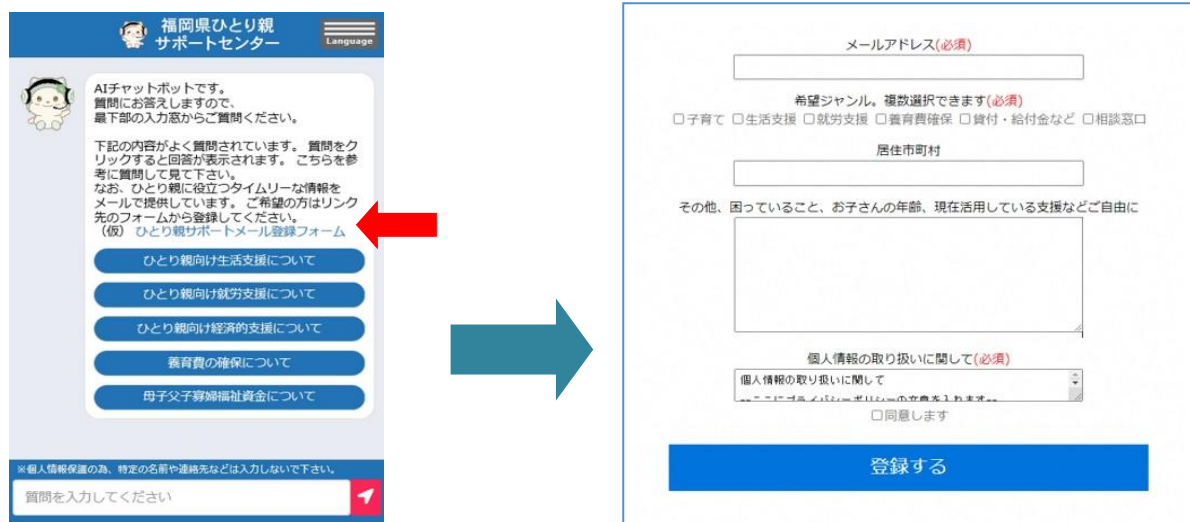 福岡県ひとり親
サポートセンター
Language
AIチャットボットです。
質問にお答えしますので、
最下部の入力窓からご質問ください。
下記の内容がよく質問されています。 質問をク
リックすると回答が表示されます。 こちらを参
考に質問して見て下さい。
なお、ひとり親に役立つタイムリーな情報を
メールで提供しています。 ご希望の方はリンク
先のフォームから登録してください。
（仮） ひとり親サポートメール登録フォーム
ひとり親向け生活支援について
ひとり親向け就労支援について
ひとり親向け経済的支援について
養育費の確保について
母子父子寡婦福祉資金について
※個人情報保護の為、特定の名前や連絡先などは入力しないで下さい。
質問を入力してください
メールアドレス(必須)
希望ジャンル。複数選択できます(必須)
□子育て □生活支援 □就労支援 □養育費確保 □貸付・給付金など □相談窓口
居住市町村
その他、困っていること、お子さんの年齢、現在活用している支援などご自由に
個人情報の取り扱いに関して(必須)
個人情報の取り扱いに関して
--ここにプライバシーポリシーの文章を入れます--
□同意します
登録する